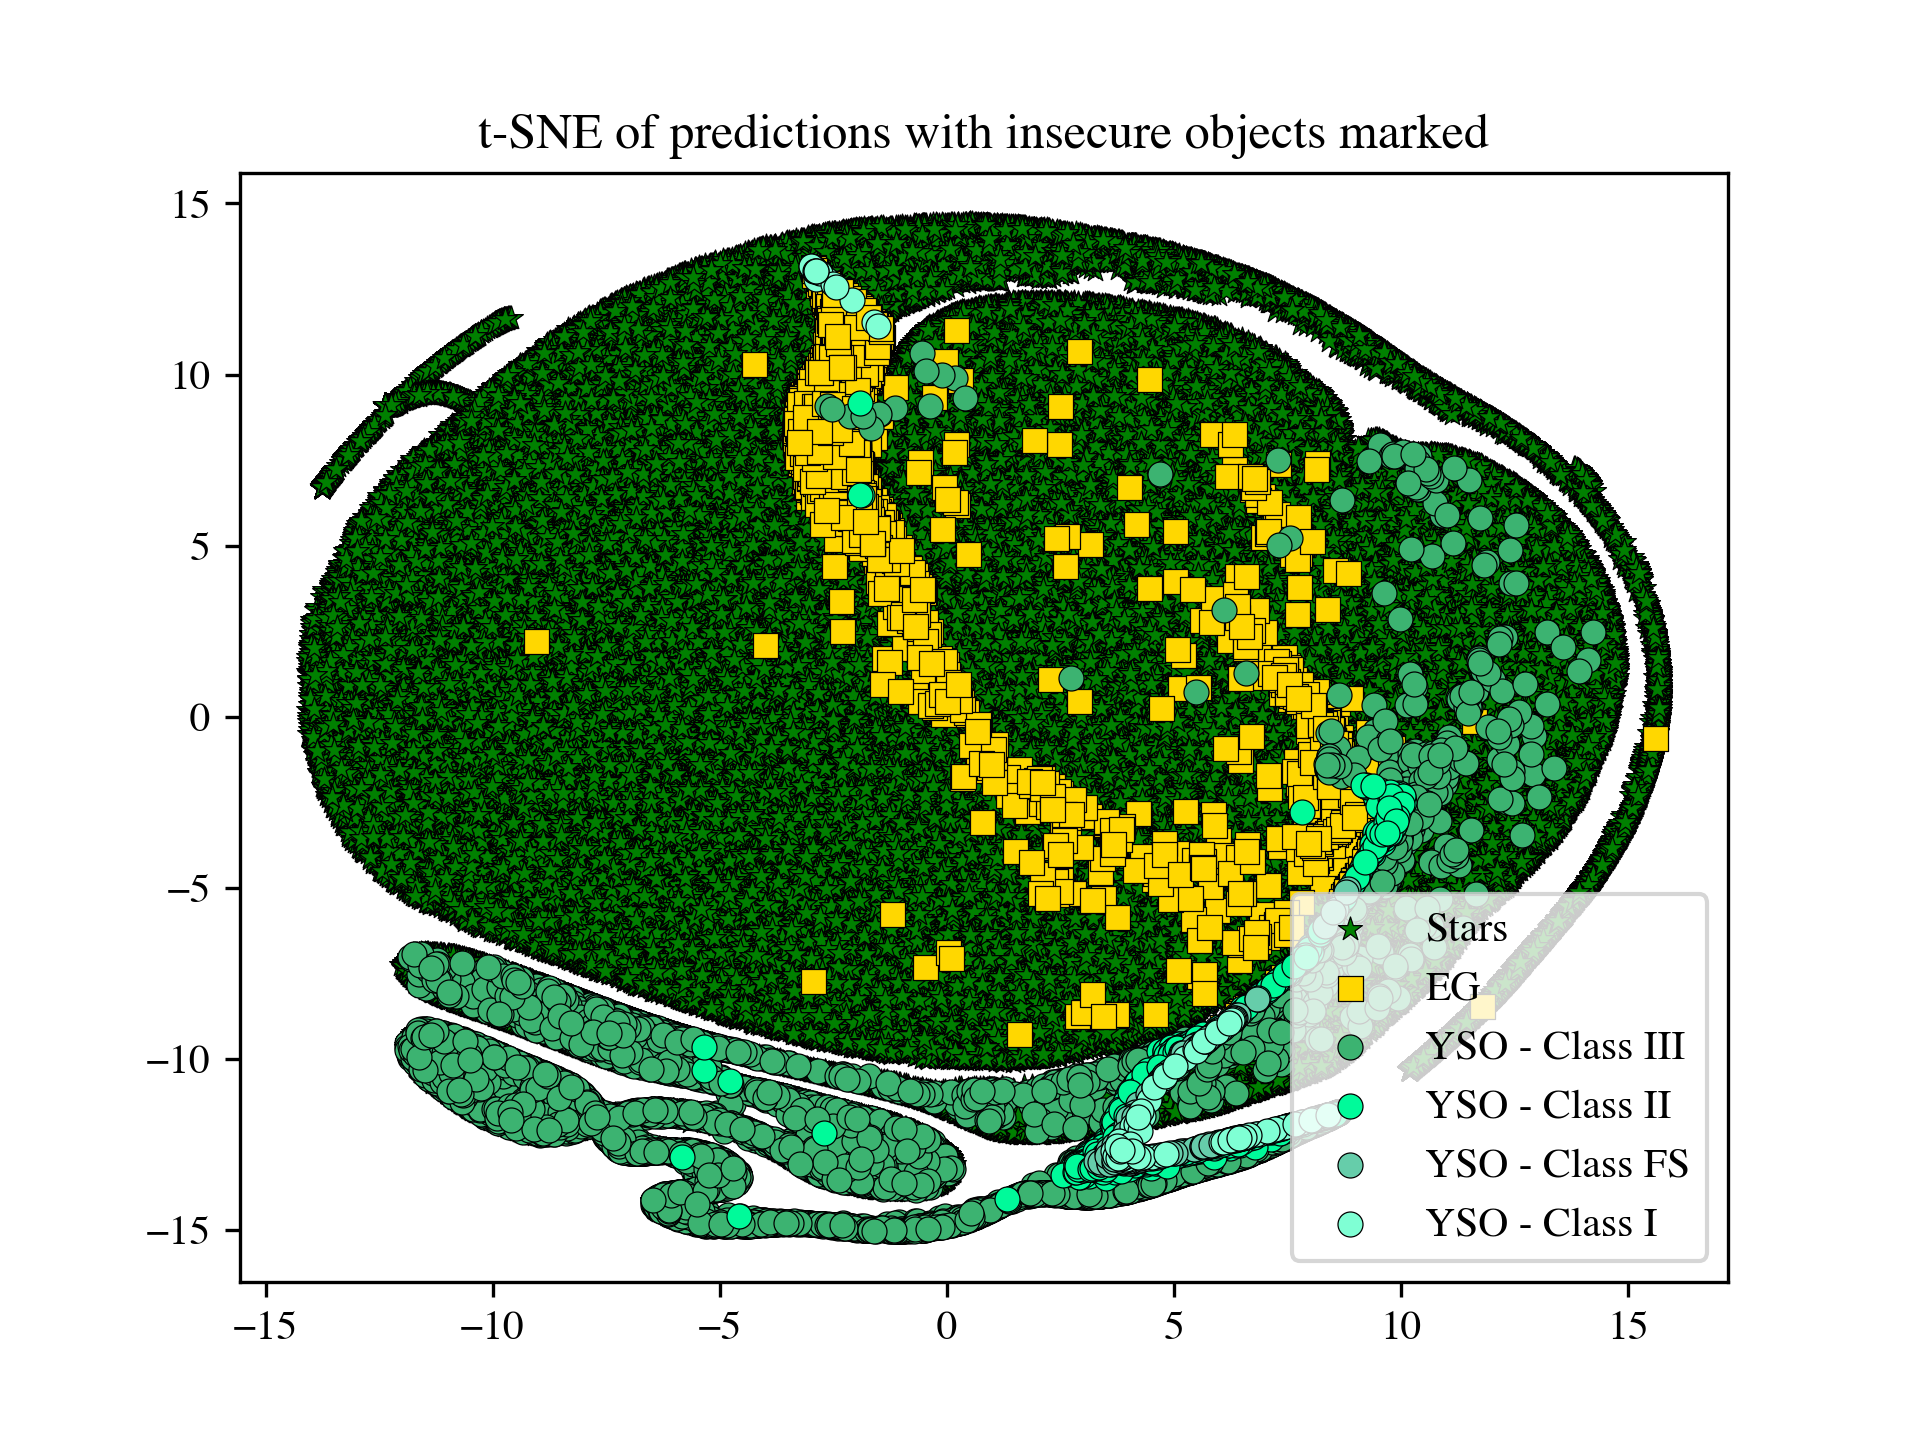 t-SNE of predictions with insecure objects marked
15
10
5
0
−5
−10
−15
Stars
EG
YSO - Class III
YSO - Class II
YSO - Class FS
YSO - Class I
−15 −10 −5 0 5 10 15